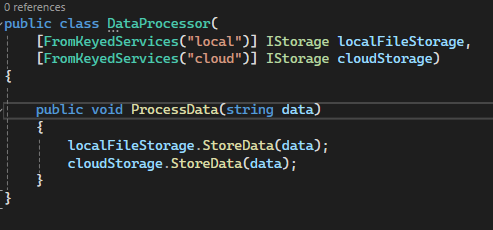 0 references
public class DataProcessor(
    [FromKeyedServices("local")] IStorage localFileStorage,
    [FromKeyedServices("cloud")] IStorage cloudStorage)
{
    public void ProcessData(string data)
    {
        localFileStorage.StoreData(data);
        cloudStorage.StoreData(data);
    }
}